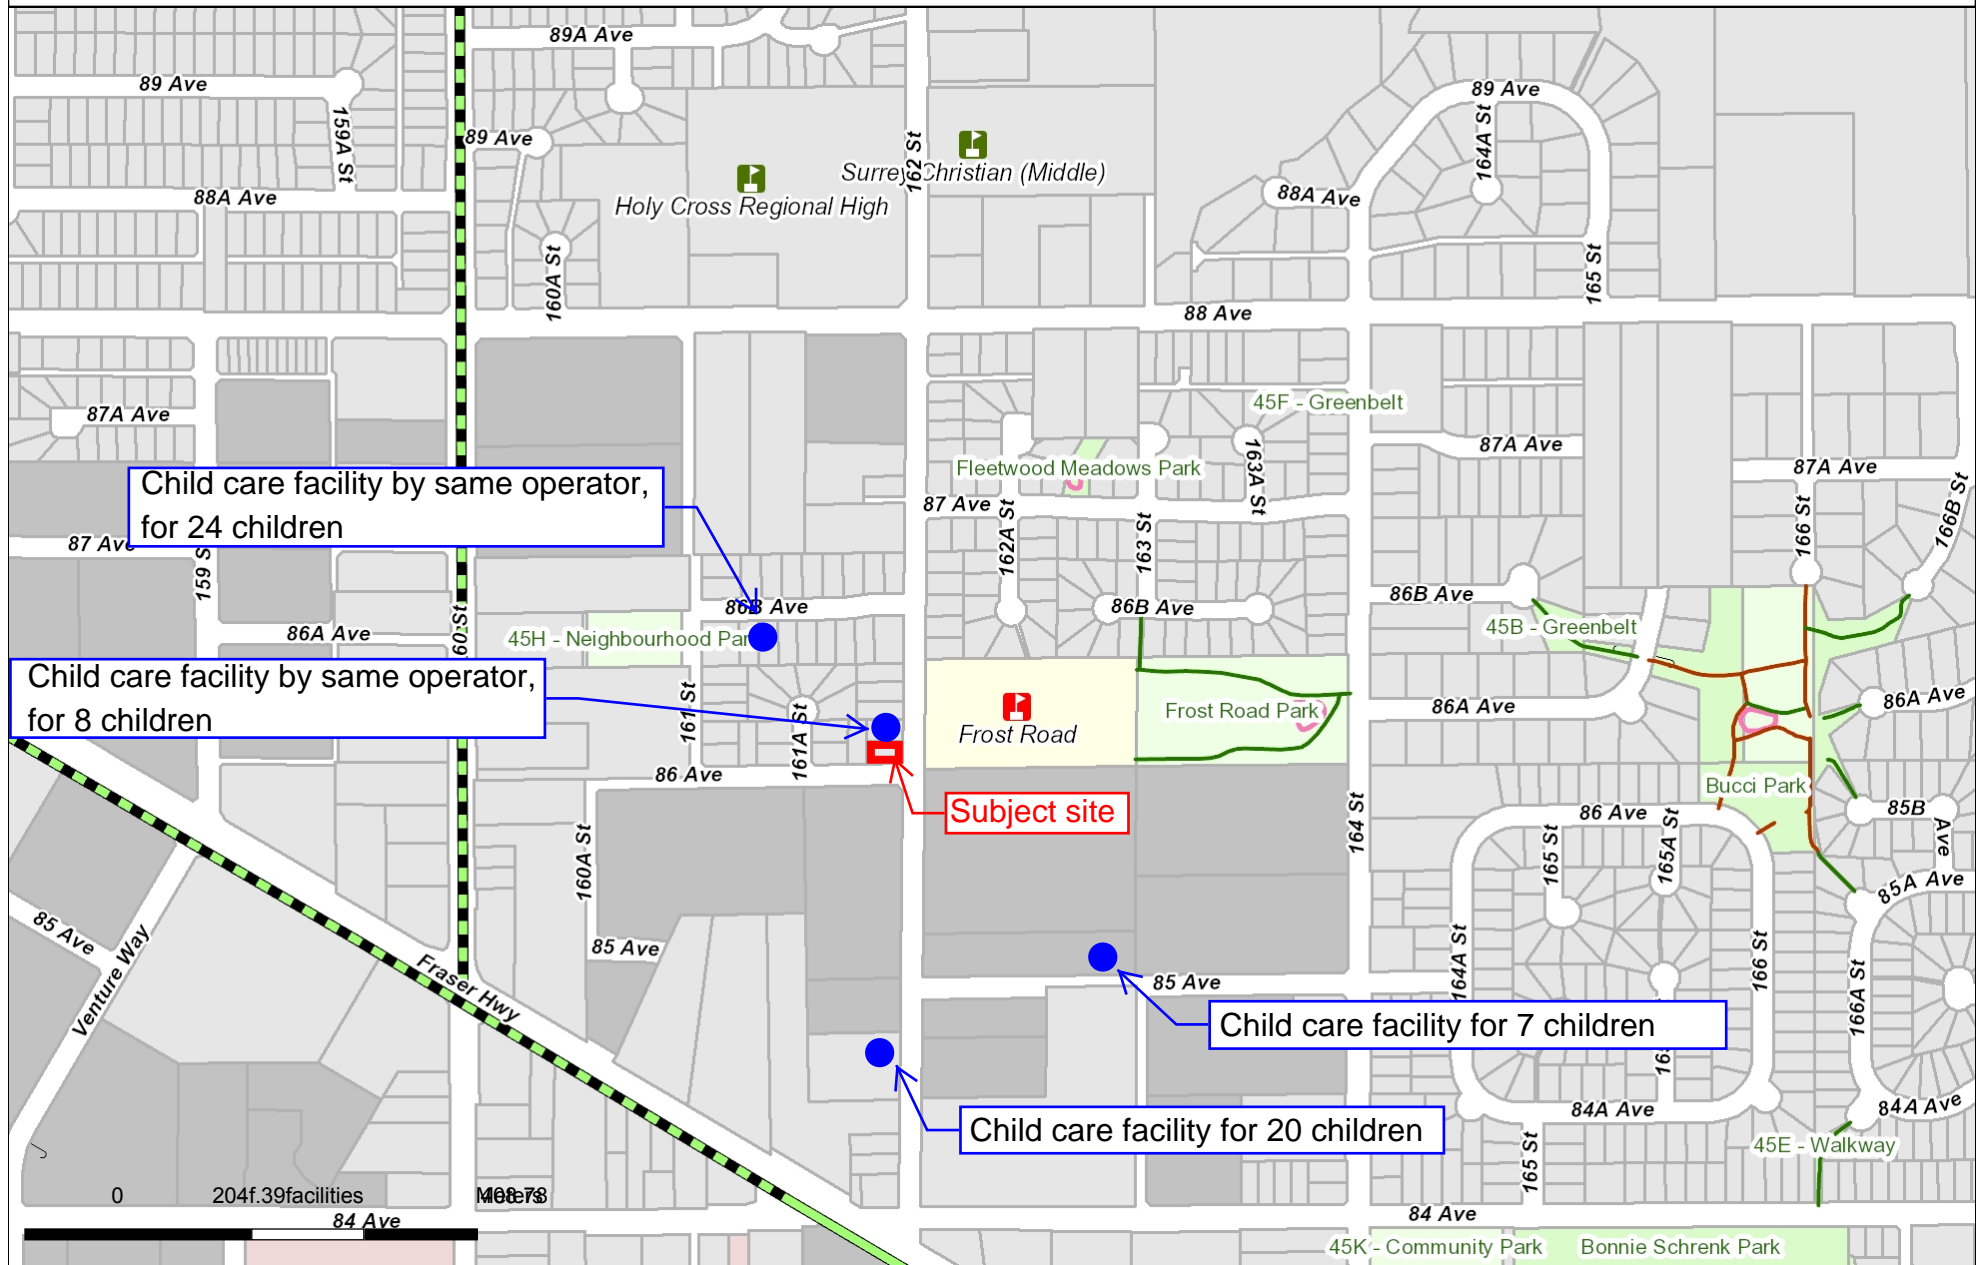 89A Ave
89 Ave
89 Ave
89 Ave
159A St
162 St
164A St
Surrey Christian (Middle)
Holy Cross Regional High
88A Ave
88A Ave
160A St
165 St
88 Ave
87A Ave
45F - Greenbelt
87A Ave
87A Ave
Fleetwood Meadows Park
163A St
Child care facility by same operator,
for 24 children
87 Ave
162A St
163 St
166 St
166B St
87 Ave
159 S
86B Ave
86B Ave
86B Ave
60 St
86A Ave
45H - Neighbourhood Par
45B - Greenbelt
Child care facility by same operator,
for 8 children
161 St
161A St
Frost Road
Frost Road Park
86A Ave
86A Ave
86 Ave
Subject site
Bucci Park
164 St
86 Ave
85B
Ave
165 St
165A St
160A St
85A Ave
85 Ave
Venture Way
85 Ave
Fraser Hwy
164A St
166 St
166A St
85 Ave
Child care facility for 7 children
84A Ave
84A Ave
Child care facility for 20 children
45E - Walkway
165 St
0
204f.39facilities
84 Ave
84 Ave
45K - Community Park
Bonnie Schrenk Park